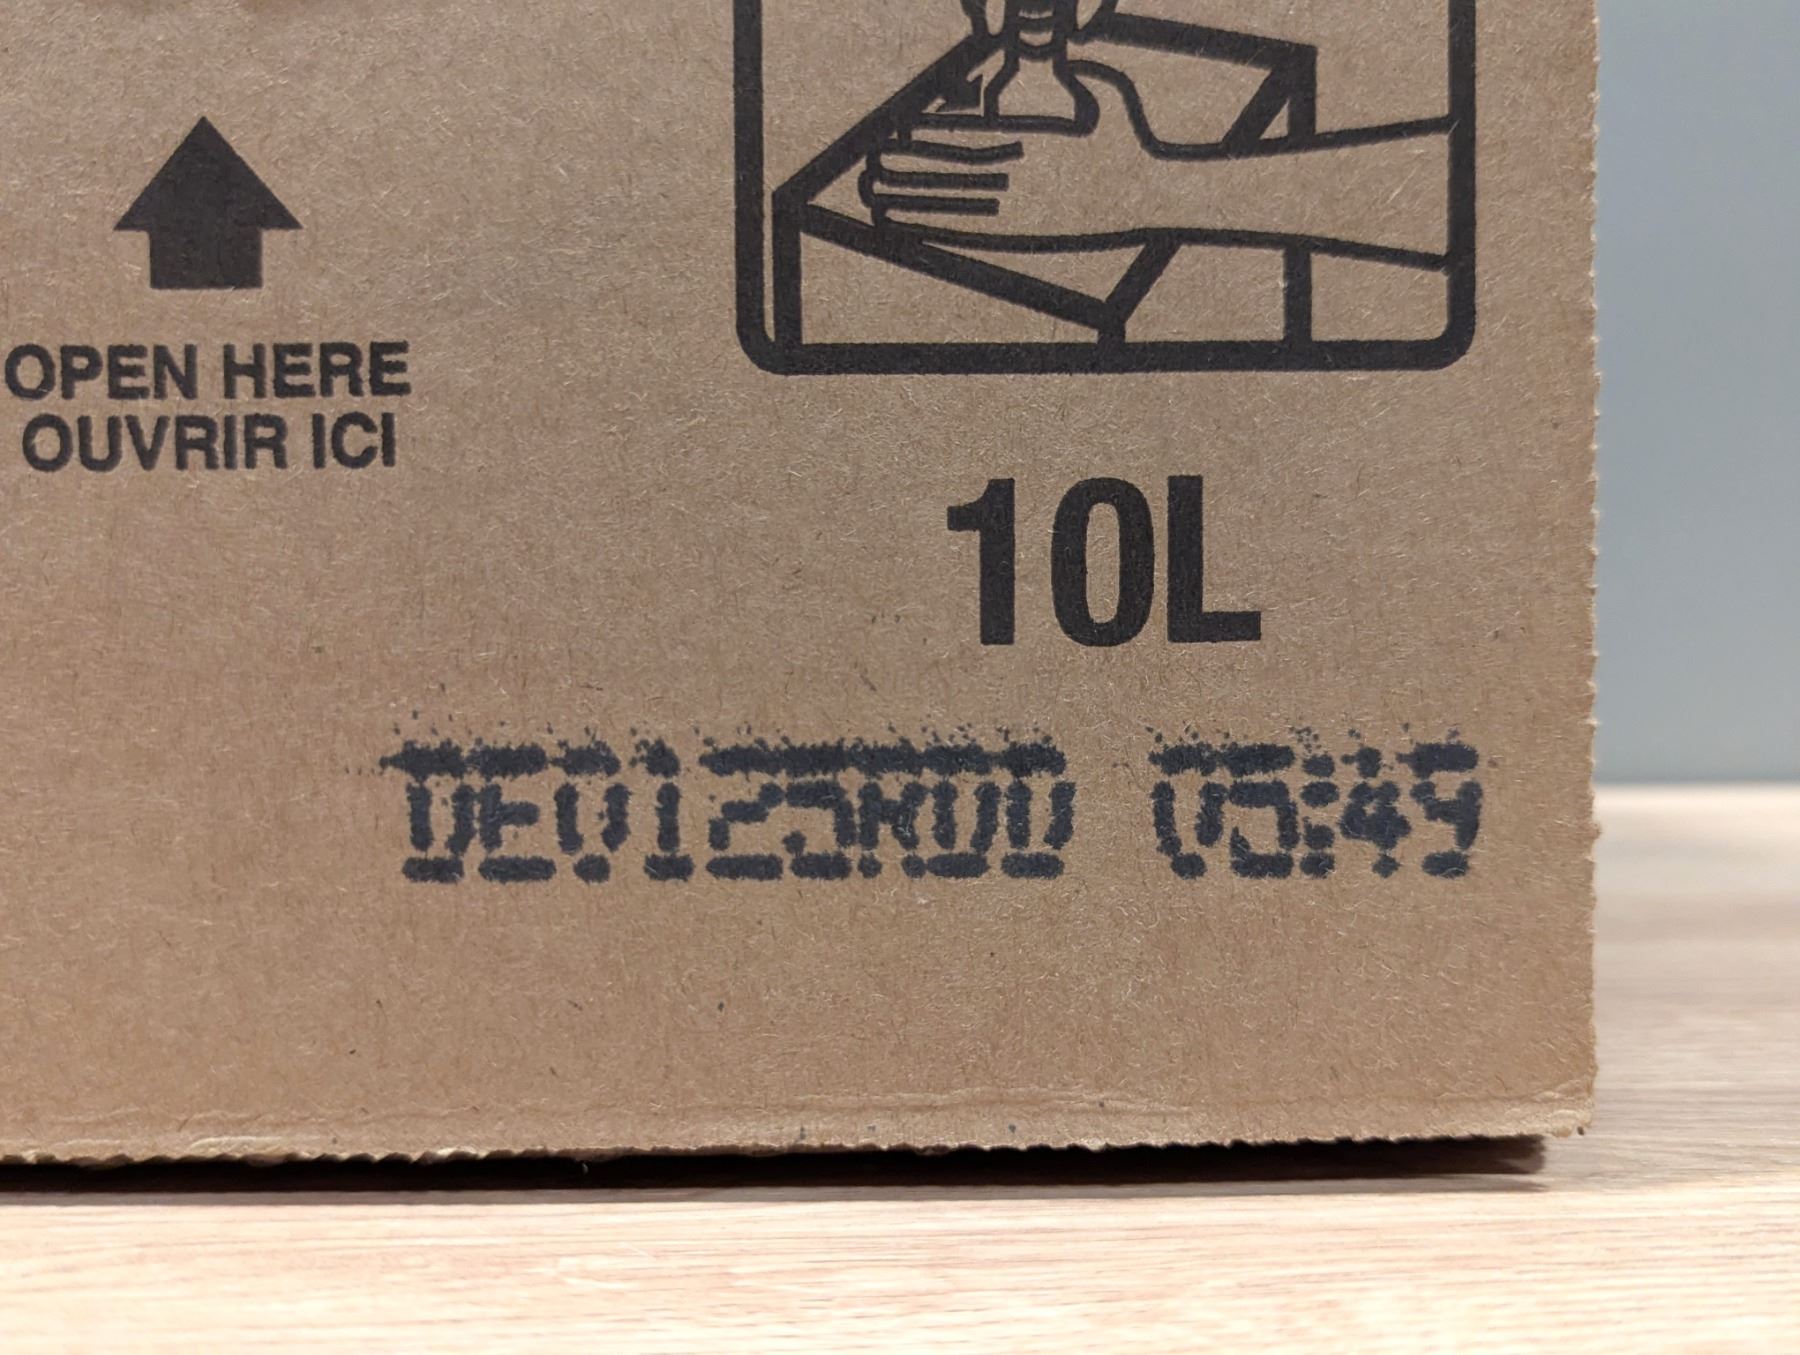 OPEN HERE
OUVRIR ICI
10L
05:49